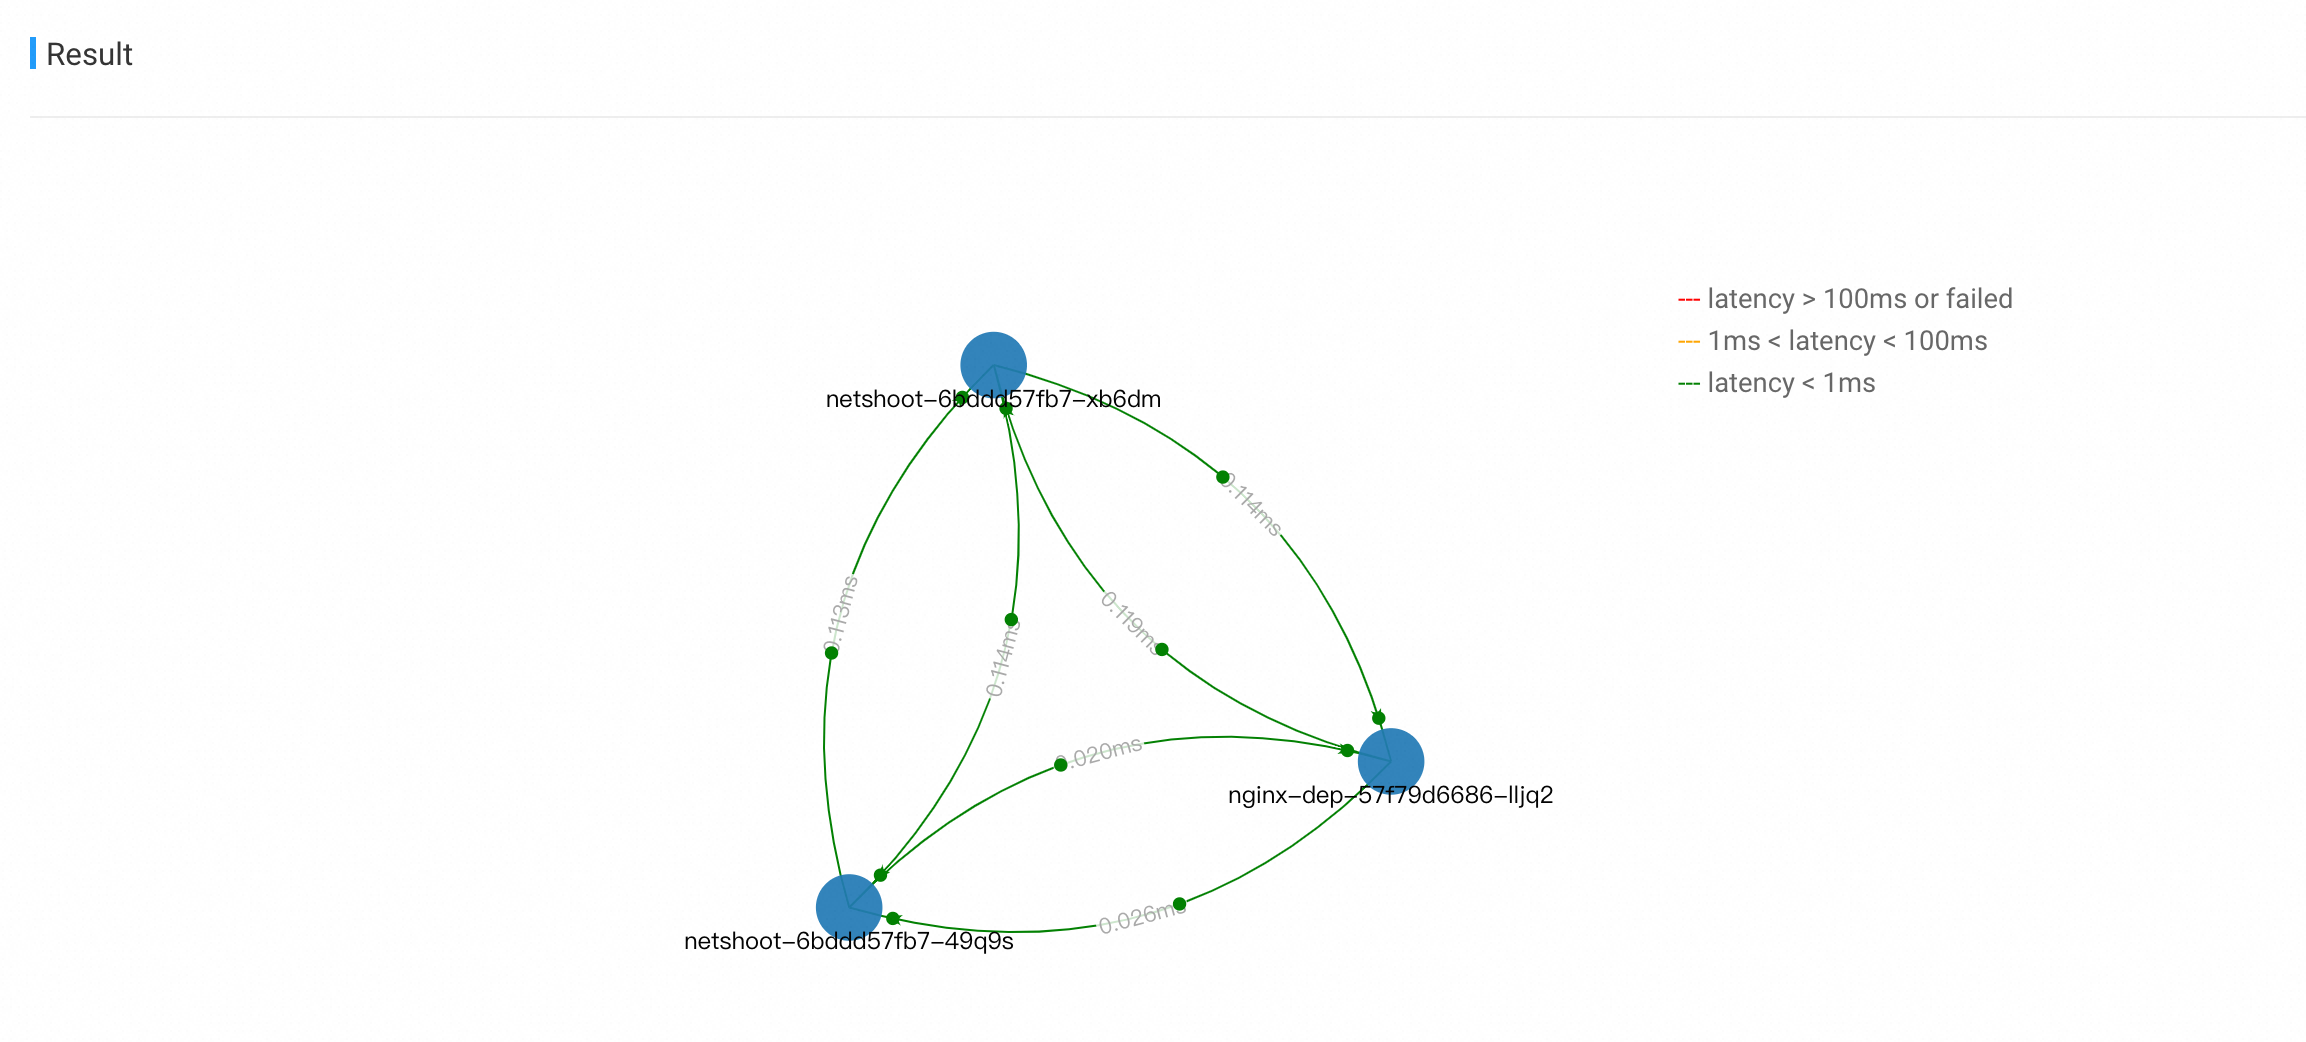 Result
latency > 100ms or failed
1ms < latency < 100ms
latency < 1ms
netshoot-6bddd57fb7-xb6dm
0.114ms
0.113ms
0.119ms
0.114ms
0.020ms
nginx-dep-57f79d6686-lljq2
0.026ms
netshoot-6bddd57fb7-49q9s